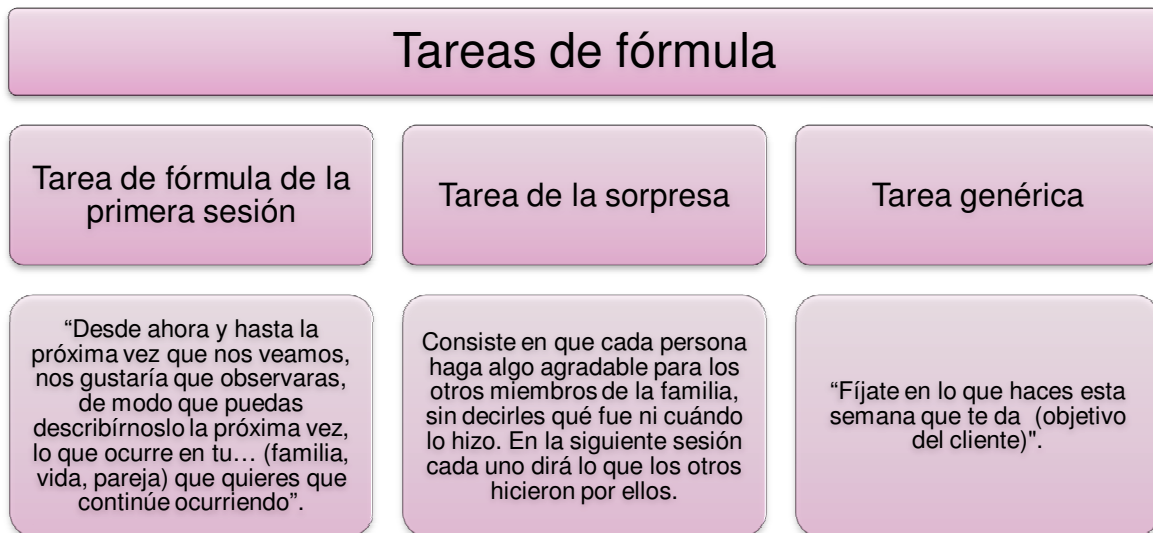 Tareas de fórmula
Tarea de fórmula de la
primera sesión
Tarea de la sorpresa
Tarea genérica
“Desde ahora y hasta la
próxima vez que nos veamos,
nos gustaría que observaras,
de modo que puedas
describírnoslo la próxima vez,
lo que ocurre en tu… (familia,
vida, pareja) que quieres que
continúe ocurriendo”.
Consiste en que cada persona
haga algo agradable para los
otros miembros de la familia,
sin decirles qué fue ni cuándo
lo hizo. En la siguiente sesión
cada uno dirá lo que los otros
hicieron por ellos.
“Fíjate en lo que haces esta
semana que te da (objetivo
del cliente)".